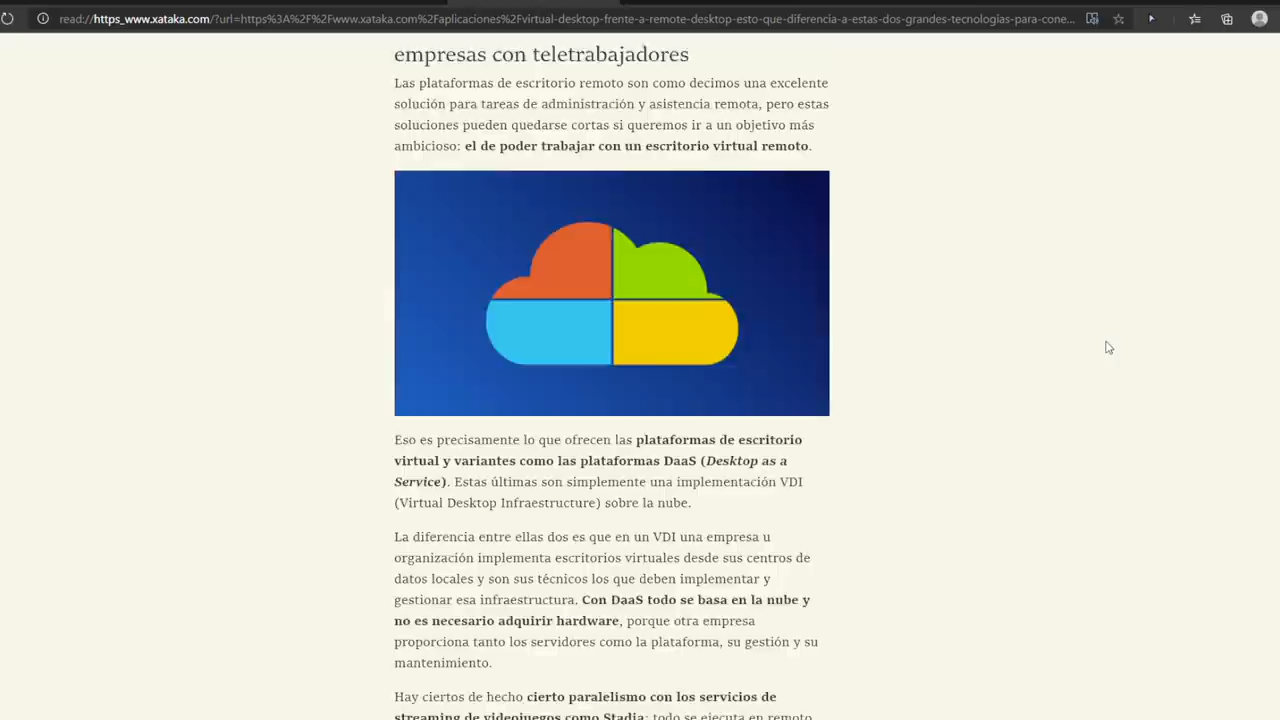 read://https_www.xataka.com/?url=https%3A%2F%2Fwww.xataka.com%2Faplicaciones%2Fvirtual-desktop-frente-a-remote-desktop-esto-que-diferencia-a-estas-dos-grandes-tecnologias-para-cone...
empresas con teletrabajadores
Las plataformas de escritorio remoto son como decimos una excelente
solución para tareas de administración y asistencia remota, pero estas
soluciones pueden quedarse cortas si queremos ir a un objetivo más
ambicioso: el de poder trabajar con un escritorio virtual remoto.
Eso es precisamente lo que ofrecen las plataformas de escritorio
virtual y variantes como las plataformas DaaS (Desktop as a
Service). Estas últimas son simplemente una implementación VDI
(Virtual Desktop Infraestructure) sobre la nube.
La diferencia entre ellas dos es que en un VDI una empresa u
organización implementa escritorios virtuales desde sus centros de
datos locales y son sus técnicos los que deben implementar y
gestionar esa infraestructura. Con DaaS todo se basa en la nube y
no es necesario adquirir hardware, porque otra empresa
proporciona tanto los servidores como la plataforma, su gestión y su
mantenimiento.
Hay ciertos de hecho cierto paralelismo con los servicios de
streaming de videojuegos como Stadia: todo se ejecuta en remoto